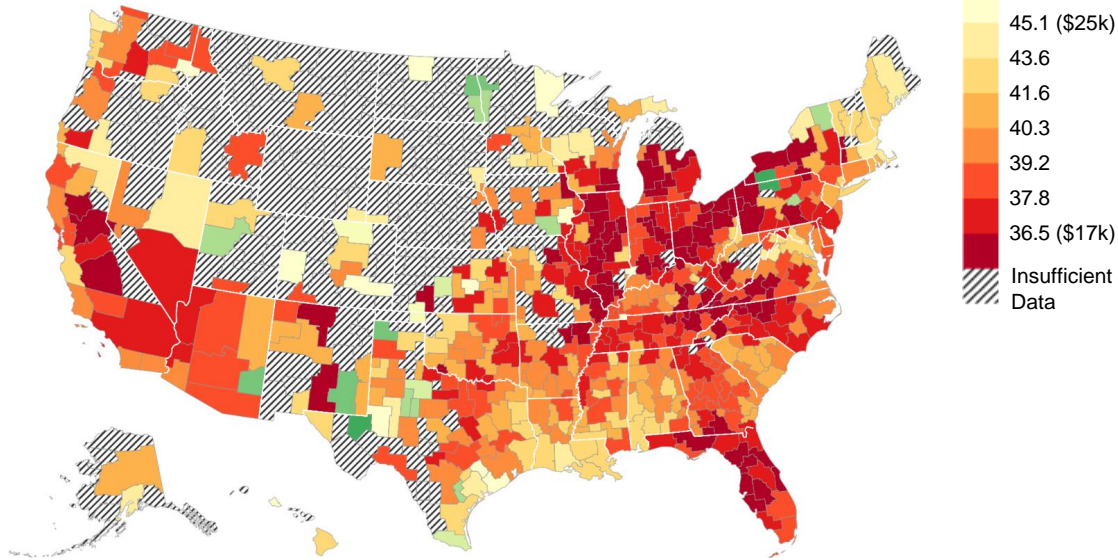 45.1 ($25k)
43.6
41.6
40.3
39.2
37.8
36.5 ($17k)
Insufficient
Data